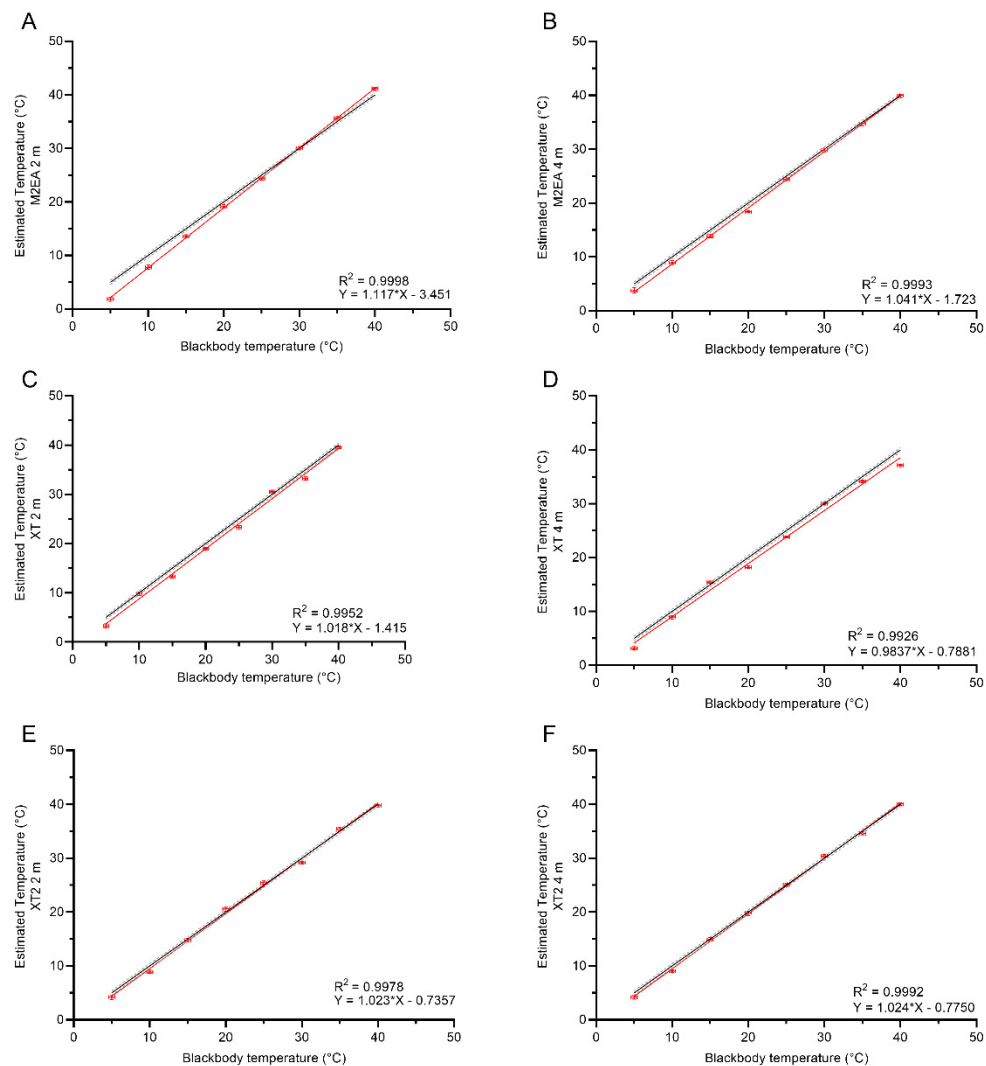 A
Estimated Temperature (°C)
M2EA 2 m
50
40
30
20
10
0
R² = 0.9998
Y = 1.117*X - 3.451
0 10 20 30 40 50
Blackbody temperature (°C)
B
Estimated Temperature (°C)
M2EA 4 m
50
40
30
20
10
0
R² = 0.9993
Y = 1.041*X - 1.723
0 10 20 30 40 50
Blackbody temperature (°C)
C
Estimated Temperature (°C)
XT 2 m
50
40
30
20
10
0
R² = 0.9952
Y = 1.018*X - 1.415
0 10 20 30 40 50
Blackbody temperature (°C)
D
Estimated Temperature (°C)
XT 4 m
50
40
30
20
10
0
R² = 0.9926
Y = 0.9837*X - 0.7881
0 10 20 30 40 50
Blackbody temperature (°C)
E
Estimated Temperature (°C)
XT2 2 m
50
40
30
20
10
0
R² = 0.9978
Y = 1.023*X - 0.7357
0 10 20 30 40 50
Blackbody temperature (°C)
F
Estimated Temperature (°C)
XT2 4 m
50
40
30
20
10
0
R² = 0.9992
Y = 1.024*X - 0.7750
0 10 20 30 40 50
Blackbody temperature (°C)